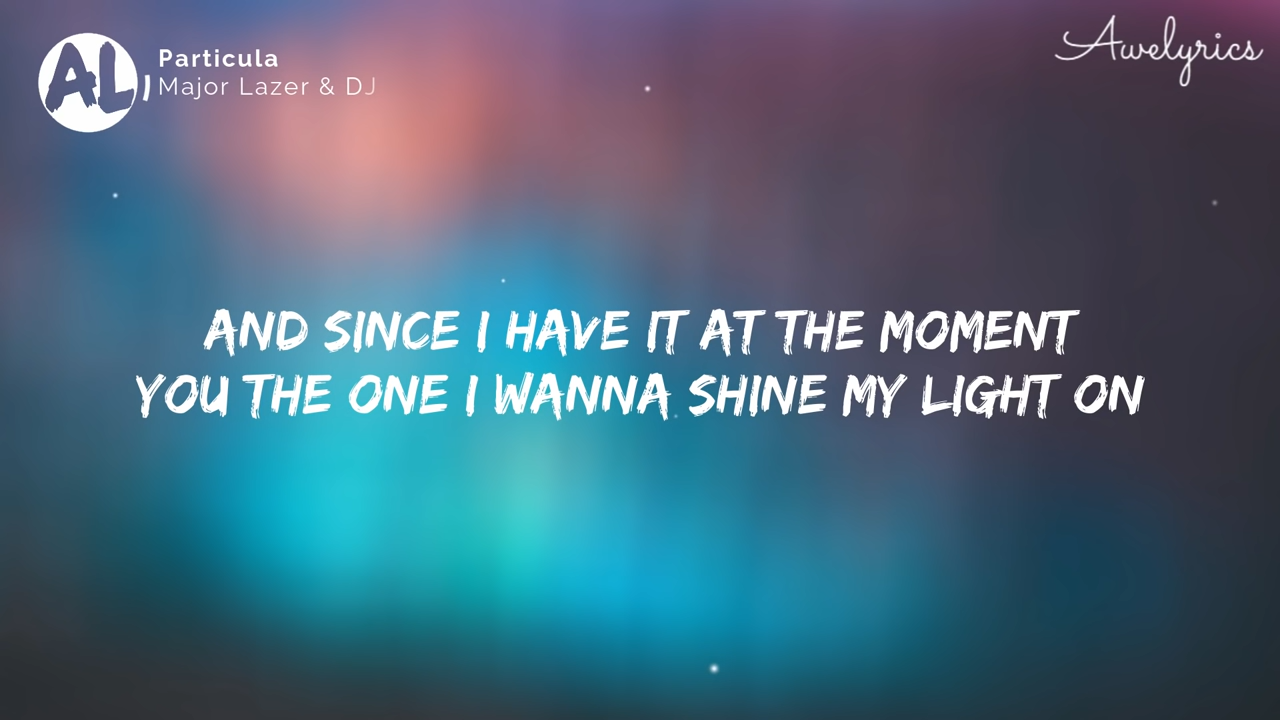 AL
Particula
Major Lazer & DJ
Awelyrics
AND SINCE I HAVE IT AT THE MOMENT
YOU THE ONE I WANNA SHINE MY LIGHT ON